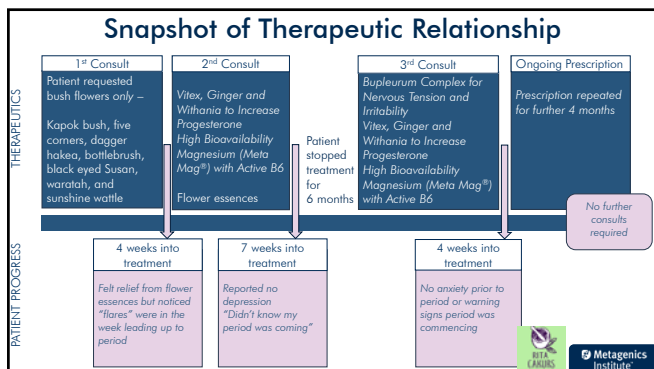 Snapshot of Therapeutic Relationship
THERAPEUTICS
1st Consult
Patient requested
bush flowers only –
Kapok bush, five
corners, dagger
hakea, bottlebrush,
black eyed Susan,
waratah, and
sunshine wattle
2nd Consult
Vitex, Ginger and
Withania to Increase
Progesterone
High Bioavailability
Magnesium (Meta
Mag®) with Active B6
Flower essences
Patient
stopped
treatment
for
6 months
3rd Consult
Bupleurum Complex for
Nervous Tension and
Irritability
Vitex, Ginger and
Withania to Increase
Progesterone
High Bioavailability
Magnesium (Meta Mag®)
with Active B6
Ongoing Prescription
Prescription repeated
for further 4 months
No further
consults
required
PATIENT PROGRESS
4 weeks into
treatment
Felt relief from flower
essences but noticed
"flares" were in the
week leading up to
period
7 weeks into
treatment
Reported no
depression
"Didn't know my
period was coming"
4 weeks into
treatment
No anxiety prior to
period or warning
signs period was
commencing
RITA
CAKURS
Metagenics
Institute™